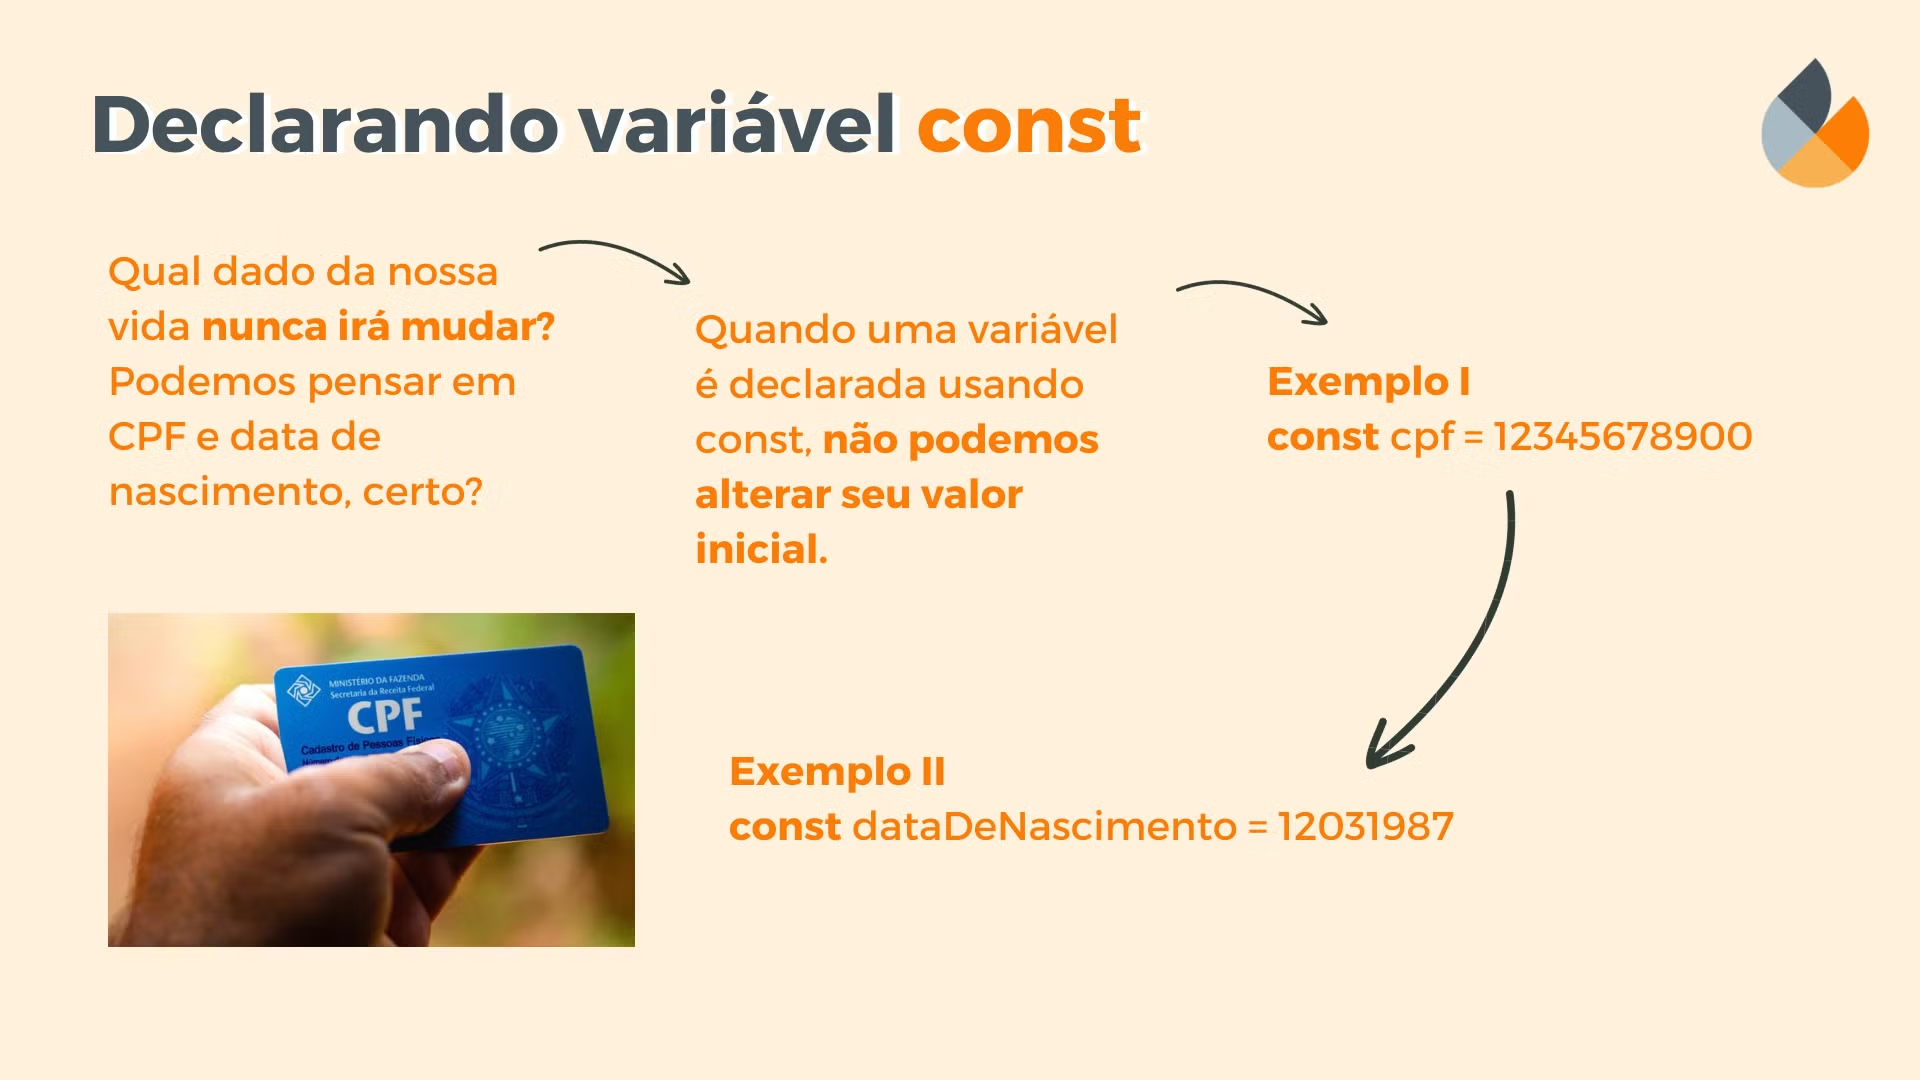 Declarando variável const
Qual dado da nossa
vida nunca irá mudar?
Podemos pensar em
CPF e data de
nascimento, certo?
Quando uma variável
é declarada usando
const, não podemos
alterar seu valor
inicial.
Exemplo I
const cpf = 12345678900
MINISTÉRIO DA FAZENDA
Secretaria da Receita Federal
CPF
Cadastro de Pessoas
Exemplo II
const dataDeNascimento = 12031987